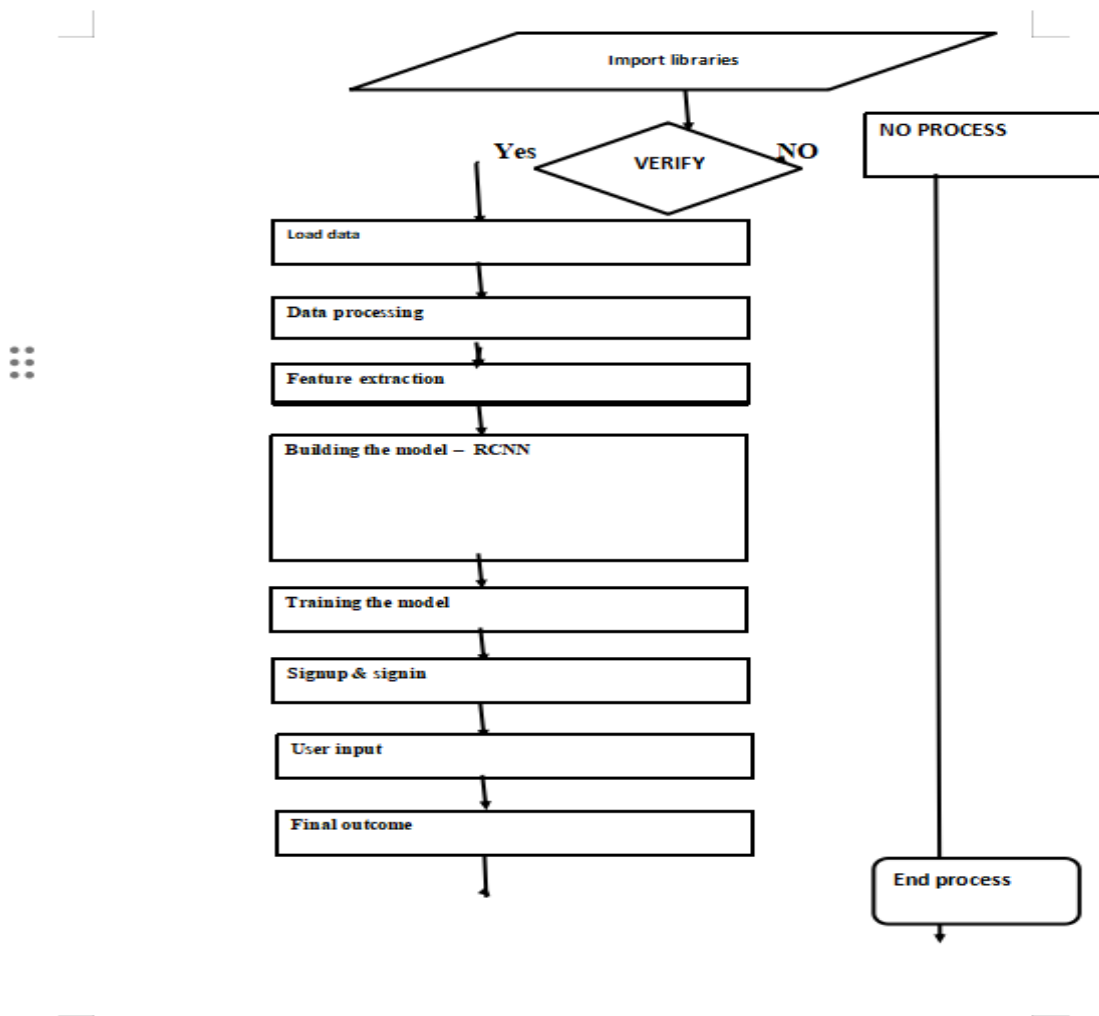 Import libraries
NO PROCESS
Yes
VERIFY
NO
Load data
Data processing
Feature extraction
Building the model – RCNN
Training the model
Signup & signin
User input
Final outcome
End process